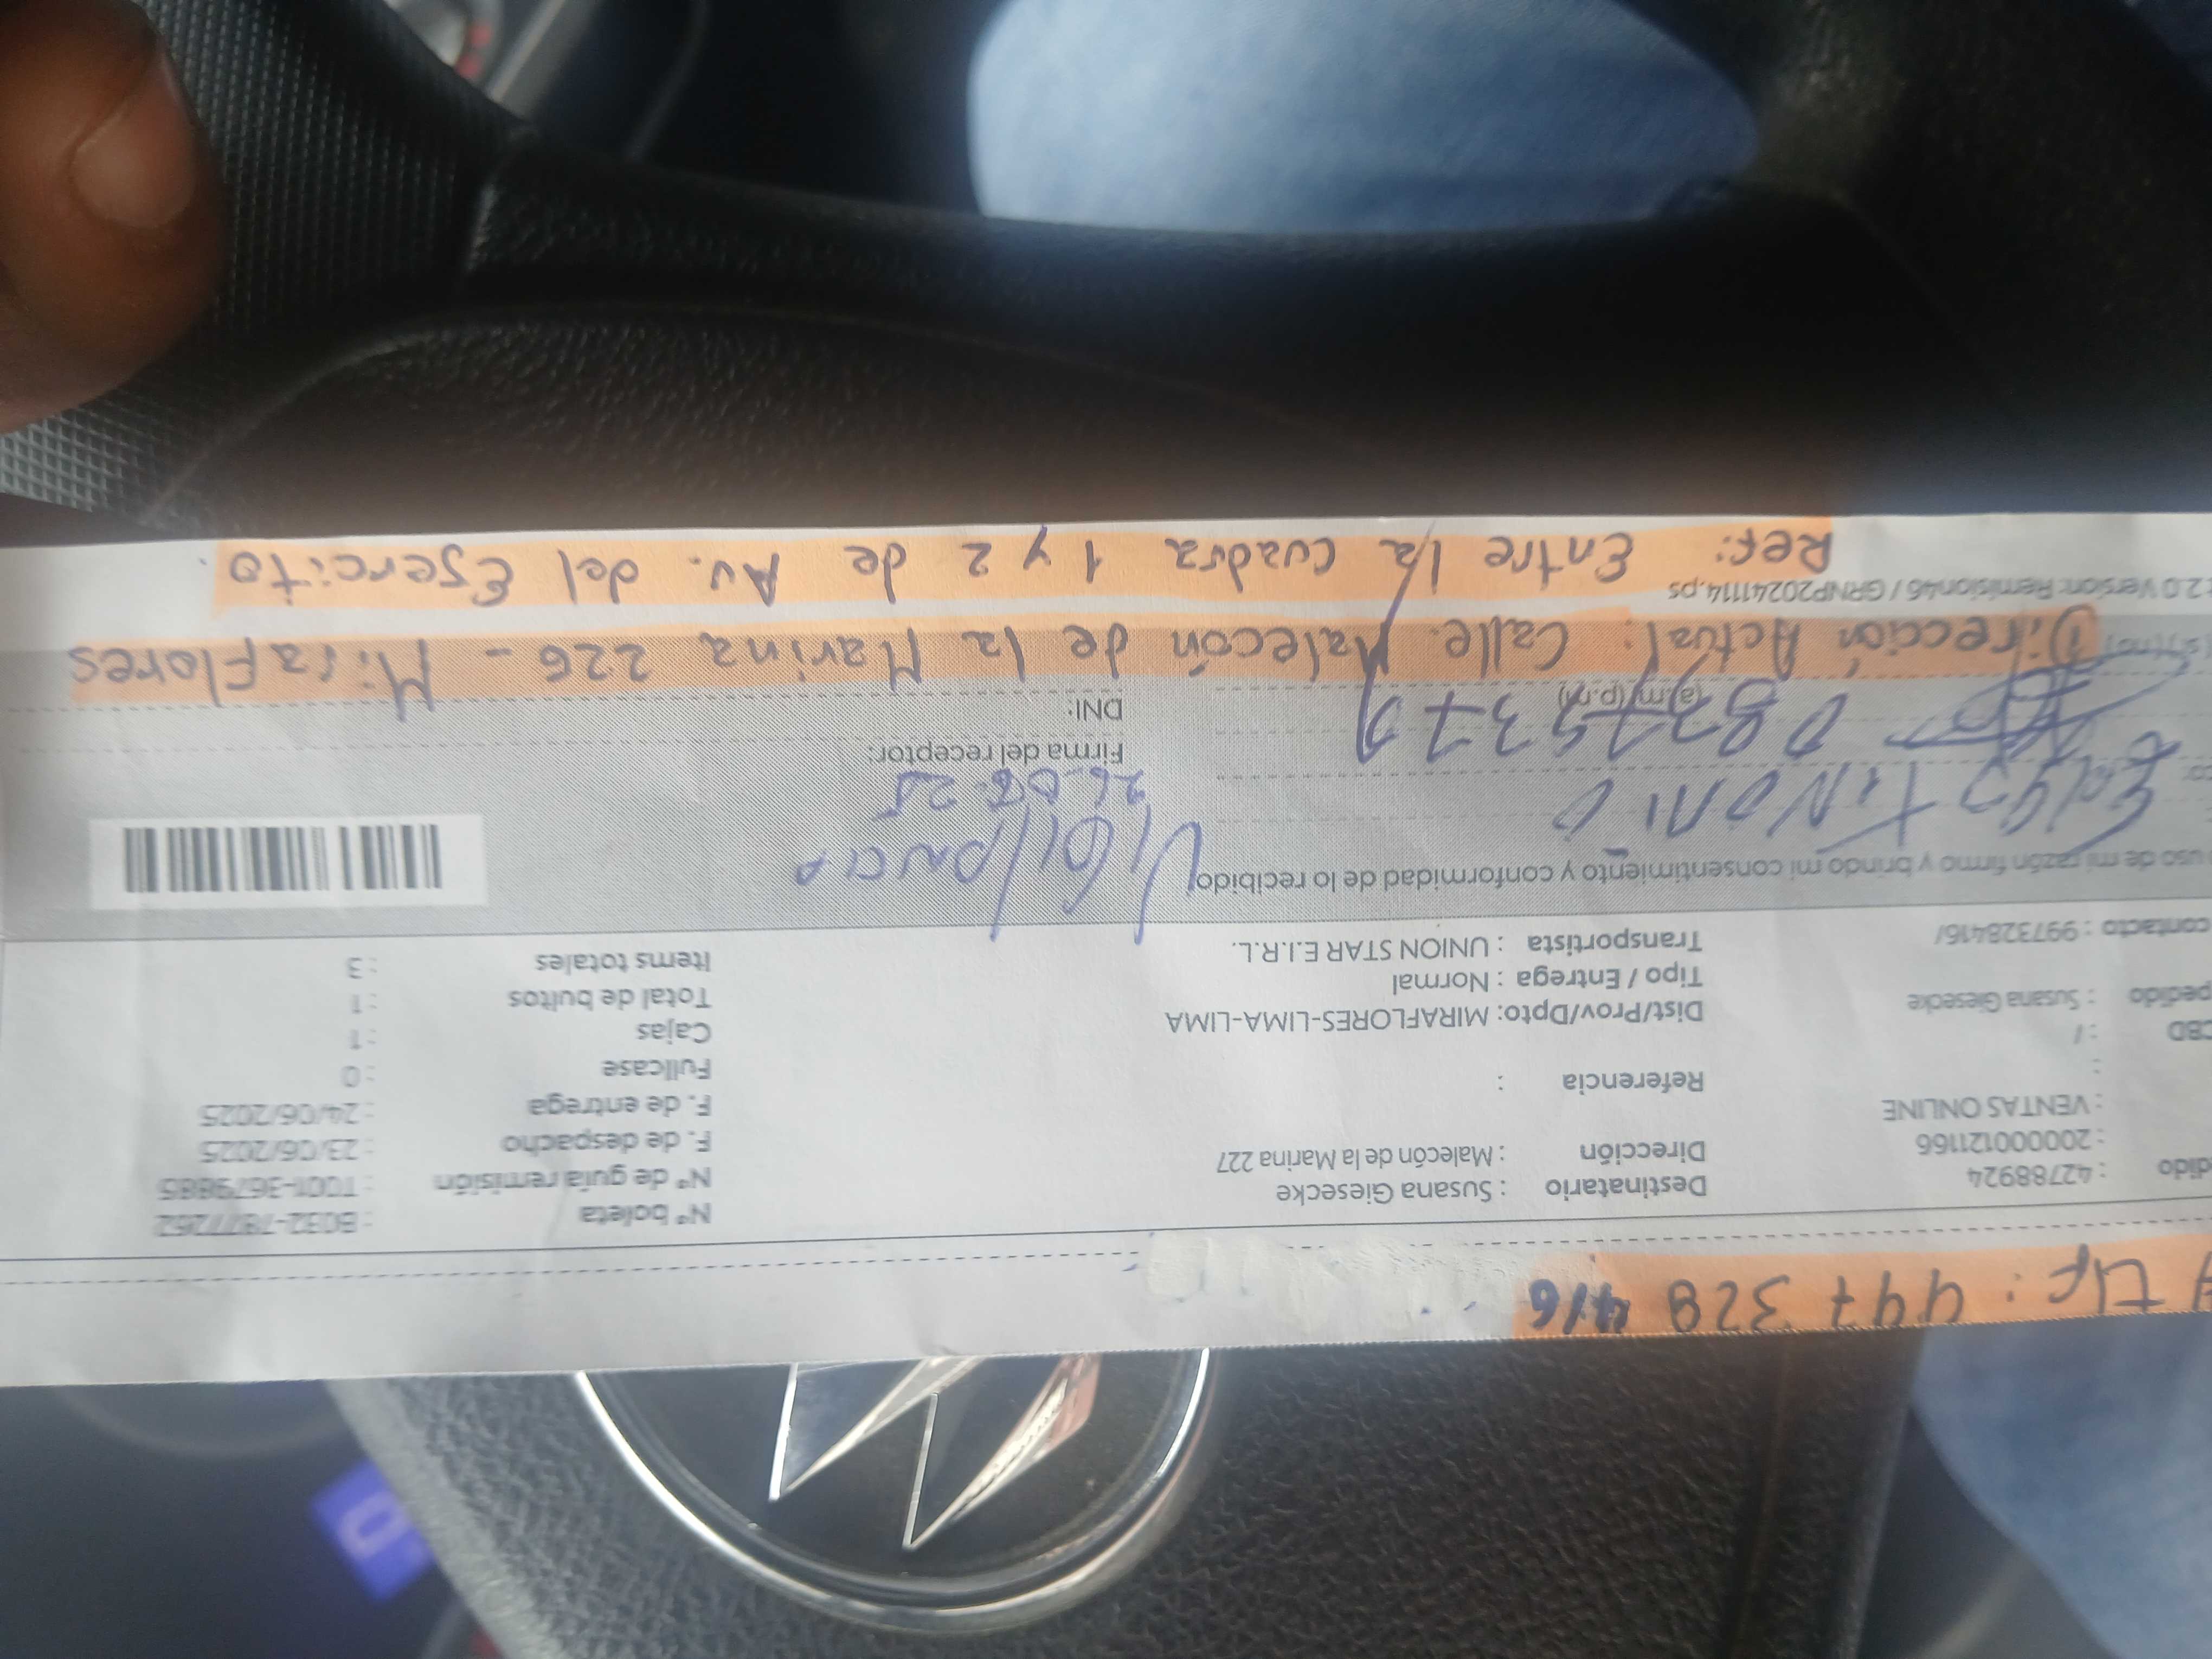 # tlf: 997 328 416
dido : 42788924
Destinatario : Susana Giesecke
Nº boleta : B032-7877262
: 20000121166
Dirección : Malecón de la Marina 227
Nº de guía remisión : T001-3679885
: VENTAS ONLINE
F. de despacho : 23/06/2025
:
Referencia :
F. de entrega : 24/06/2025
CBD : /
Fullcase : 0
pedido : Susana Giesecke
Dist/Prov/Dpto: MIRAFLORES-LIMA-LIMA
Cajas : 1
Tipo / Entrega : Normal
Total de bultos : 1
contacto : 997328416/
Transportista : UNION STAR E.I.R.L.
Items totales : 3
uso de mi razón firmo y brindo mi consentimiento y conformidad de lo recibido
VIGILANCIA
26-06-25
Firma del receptor:
DNI:
(a.m) (p.m)
Dirección Actual: Calle Malecón de la Marina 226 - Miraflores
2.0 Version: Remision46 / GRNP20241114.ps
Ref: Entre la cuadra 1 y 2 de Av. del Ejercito.